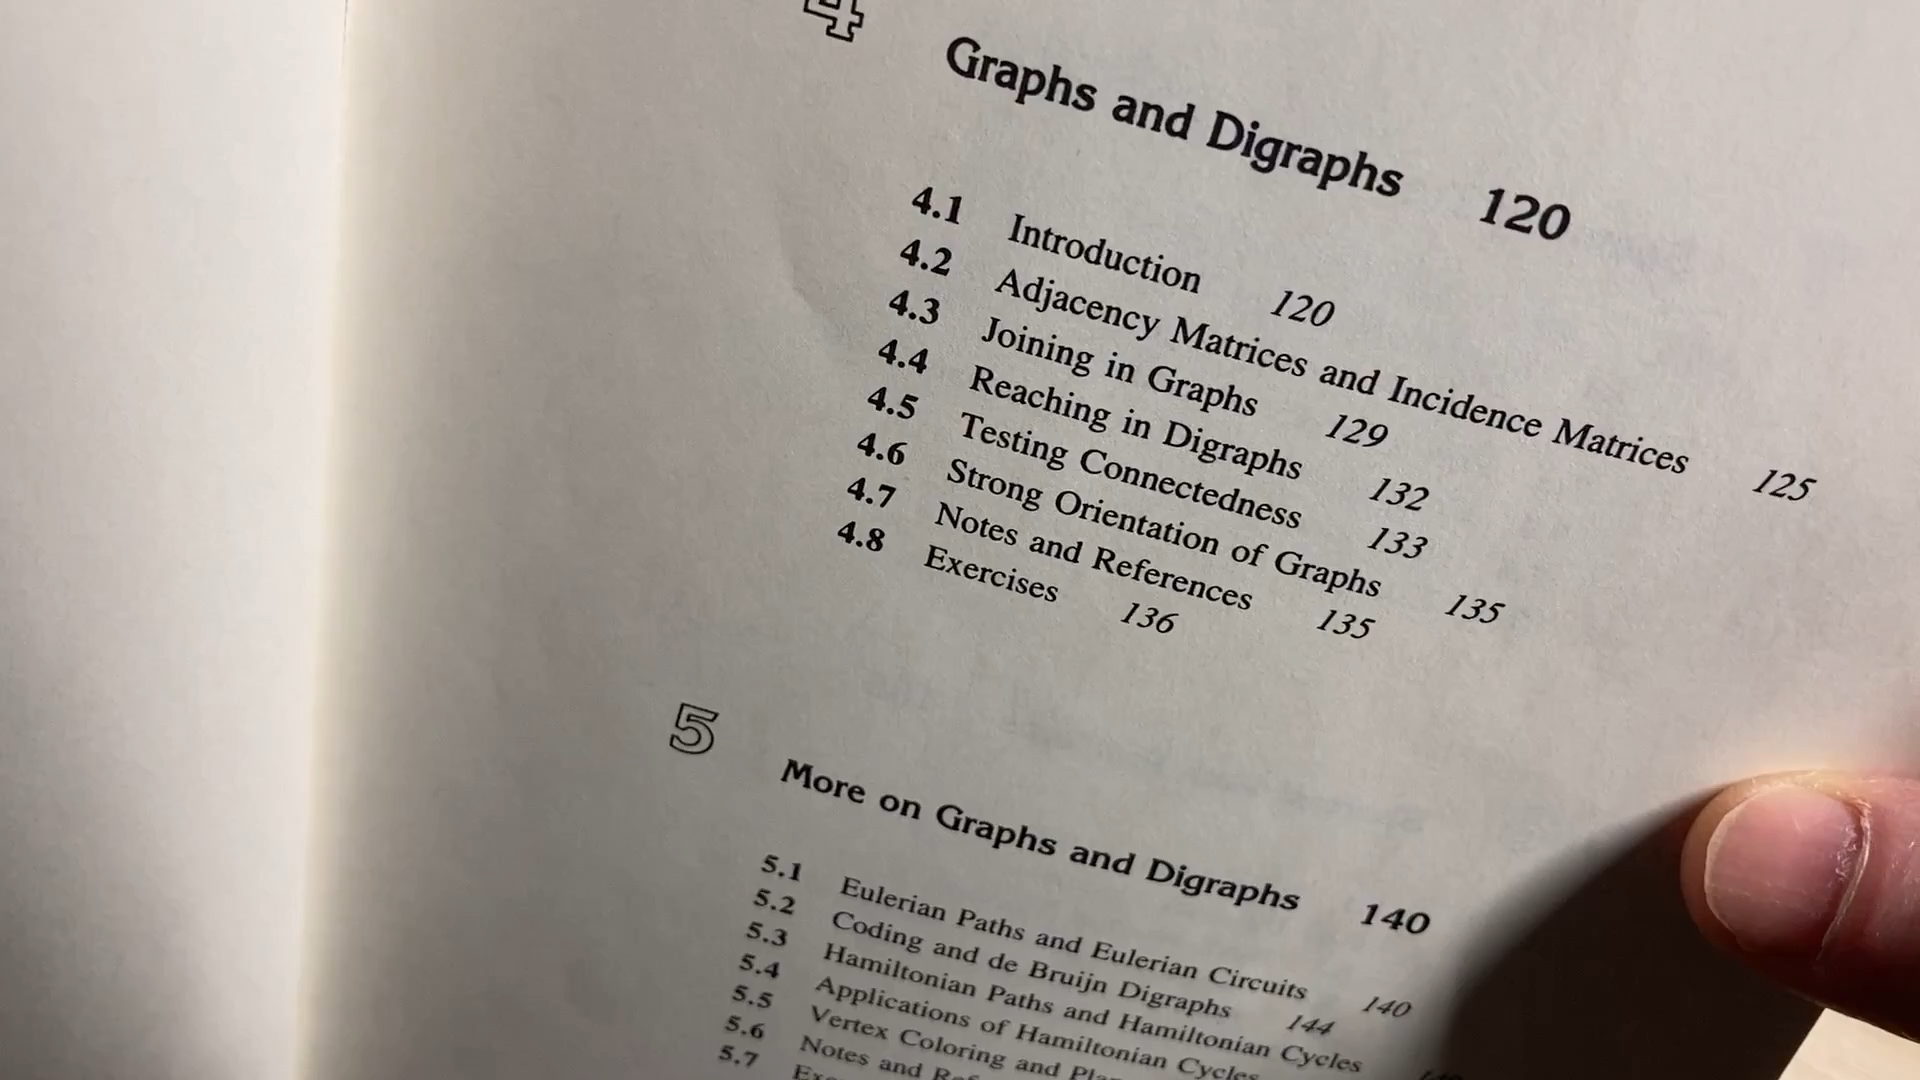 4 Graphs and Digraphs 120
4.1 Introduction 120
4.2 Adjacency Matrices and Incidence Matrices 125
4.3 Joining in Graphs 129
4.4 Reaching in Digraphs 132
4.5 Testing Connectedness 133
4.6 Strong Orientation of Graphs 135
4.7 Notes and References 135
4.8 Exercises 136
5 More on Graphs and Digraphs 140
5.1 Eulerian Paths and Eulerian Circuits 140
5.2 Coding and de Bruijn Digraphs 144
5.3 Hamiltonian Paths and Hamiltonian Cycles
5.4 Applications of Hamiltonian Cycles
5.5 Vertex Coloring and
5.6 Notes and
5.7